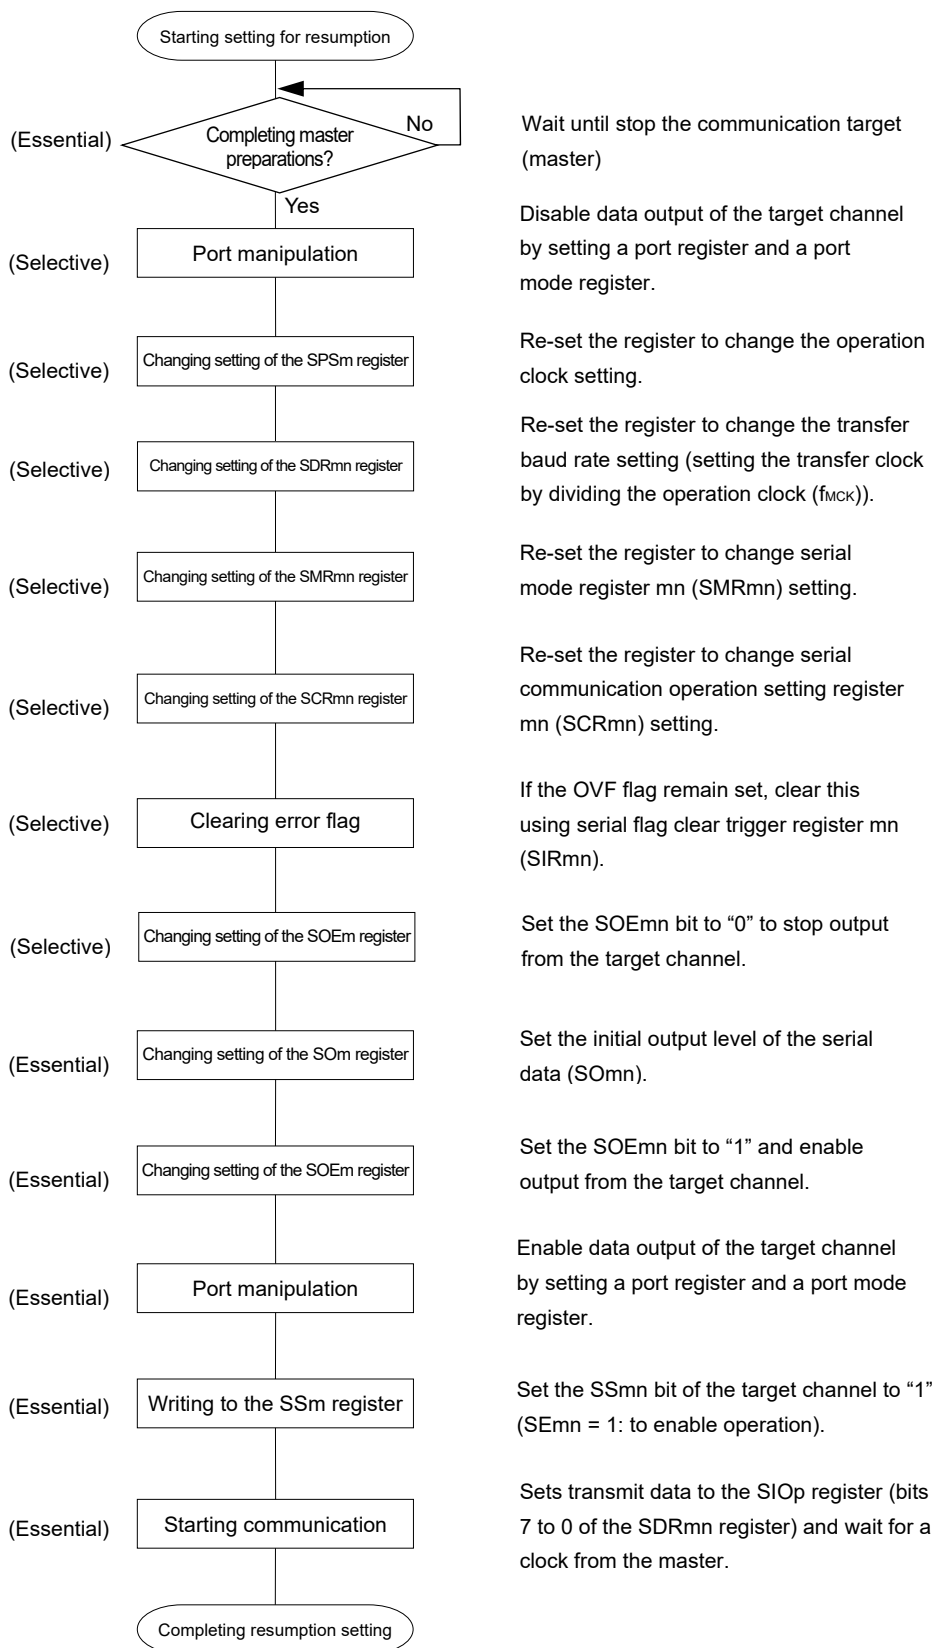 Starting setting for resumption
(Essential)
Completing master
preparations?
No
Yes
Wait until stop the communication target
(master)
(Selective)
Port manipulation
Disable data output of the target channel
by setting a port register and a port
mode register.
(Selective)
Changing setting of the SPSm register
Re-set the register to change the operation
clock setting.
(Selective)
Changing setting of the SDRmn register
Re-set the register to change the transfer
baud rate setting (setting the transfer clock
by dividing the operation clock (fMCK)).
(Selective)
Changing setting of the SMRmn register
Re-set the register to change serial
mode register mn (SMRmn) setting.
(Selective)
Changing setting of the SCRmn register
Re-set the register to change serial
communication operation setting register
mn (SCRmn) setting.
(Selective)
Clearing error flag
If the OVF flag remain set, clear this
using serial flag clear trigger register mn
(SIRmn).
(Selective)
Changing setting of the SOEm register
Set the SOEmn bit to “0” to stop output
from the target channel.
(Essential)
Changing setting of the SOm register
Set the initial output level of the serial
data (SOmn).
(Essential)
Changing setting of the SOEm register
Set the SOEmn bit to “1” and enable
output from the target channel.
(Essential)
Port manipulation
Enable data output of the target channel
by setting a port register and a port mode
register.
(Essential)
Writing to the SSm register
Set the SSmn bit of the target channel to “1”
(SEmn = 1: to enable operation).
(Essential)
Starting communication
Sets transmit data to the SIOp register (bits
7 to 0 of the SDRmn register) and wait for a
clock from the master.
Completing resumption setting